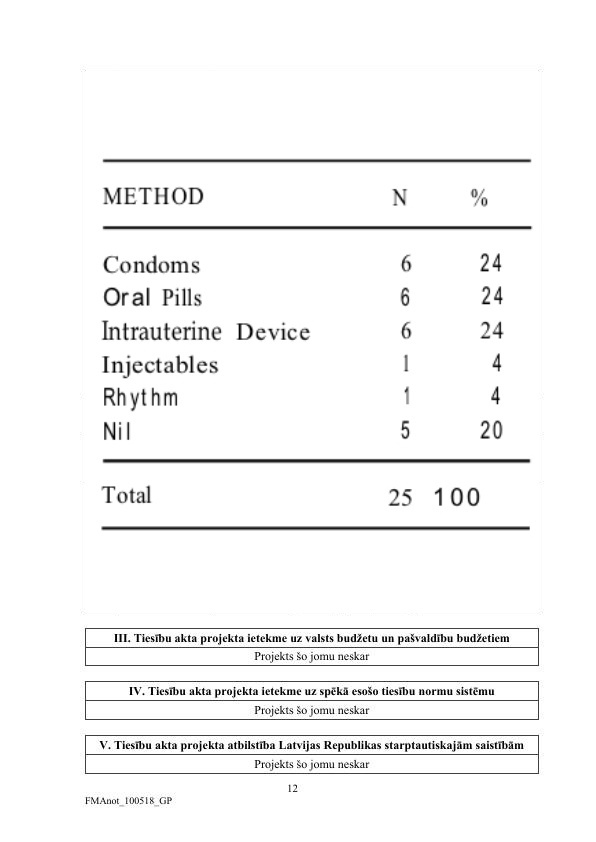 METHOD N %
Condoms 6 24
Oral Pills 6 24
Intrauterine Device 6 24
Injectables 1 4
Rhythm 1 4
Nil 5 20
Total 25 100
III. Tiesību akta projekta ietekme uz valsts budžetu un pašvaldību budžetiem
Projekts šo jomu neskar
IV. Tiesību akta projekta ietekme uz spēkā esošo tiesību normu sistēmu
Projekts šo jomu neskar
V. Tiesību akta projekta atbilstība Latvijas Republikas starptautiskajām saistībām
Projekts šo jomu neskar
12
FMAnot_100518_GP